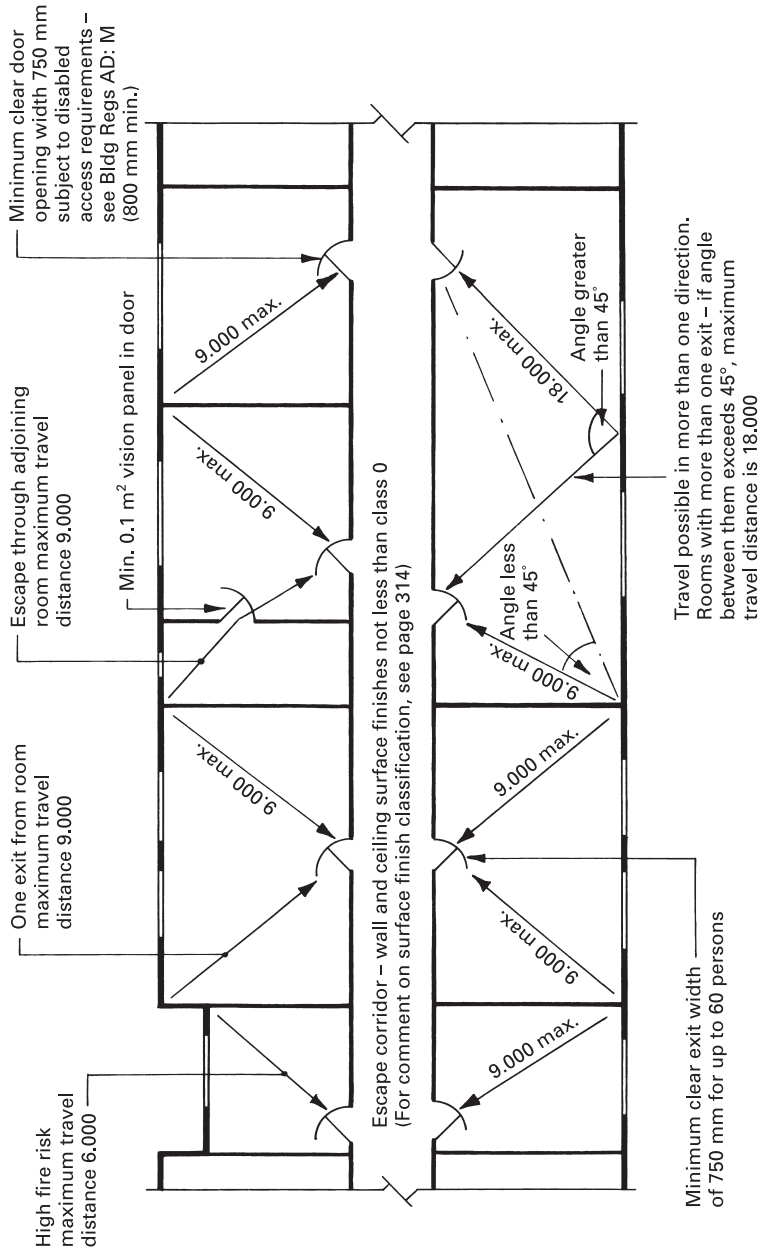 High fire risk
maximum travel
distance 6.000
One exit from room
maximum travel
distance 9.000
Escape through adjoining
room maximum travel
distance 9.000
Min. 0.1 m² vision panel in door
Minimum clear door
opening width 750 mm
subject to disabled
access requirements –
see Bldg Regs AD: M
(800 mm min.)
9.000 max.
9.000 max.
9.000 max.
Escape corridor – wall and ceiling surface finishes not less than class 0
(For comment on surface finish classification, see page 314)
9.000 max.
9.000 max.
9.000 max.
9.000 max.
Angle less
than 45°
18.000 max.
Angle greater
than 45°
Minimum clear exit width
of 750 mm for up to 60 persons
Travel possible in more than one direction.
Rooms with more than one exit – if angle
between them exceeds 45°, maximum
travel distance is 18.000